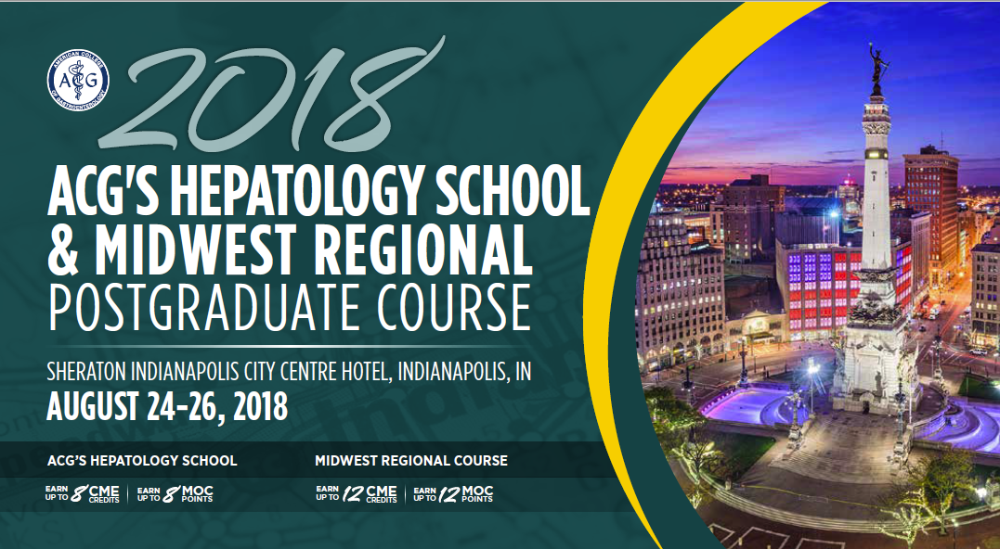 AMERICAN COLLEGE
ACG
OF GASTROENTEROLOGY
2018
ACG'S HEPATOLOGY SCHOOL
& MIDWEST REGIONAL
POSTGRADUATE COURSE
SHERATON INDIANAPOLIS CITY CENTRE HOTEL, INDIANAPOLIS, IN
AUGUST 24-26, 2018
ACG'S HEPATOLOGY SCHOOL
EARN UP TO 8 CME CREDITS | EARN UP TO 8 MOC POINTS
MIDWEST REGIONAL COURSE
EARN UP TO 12 CME CREDITS | EARN UP TO 12 MOC POINTS